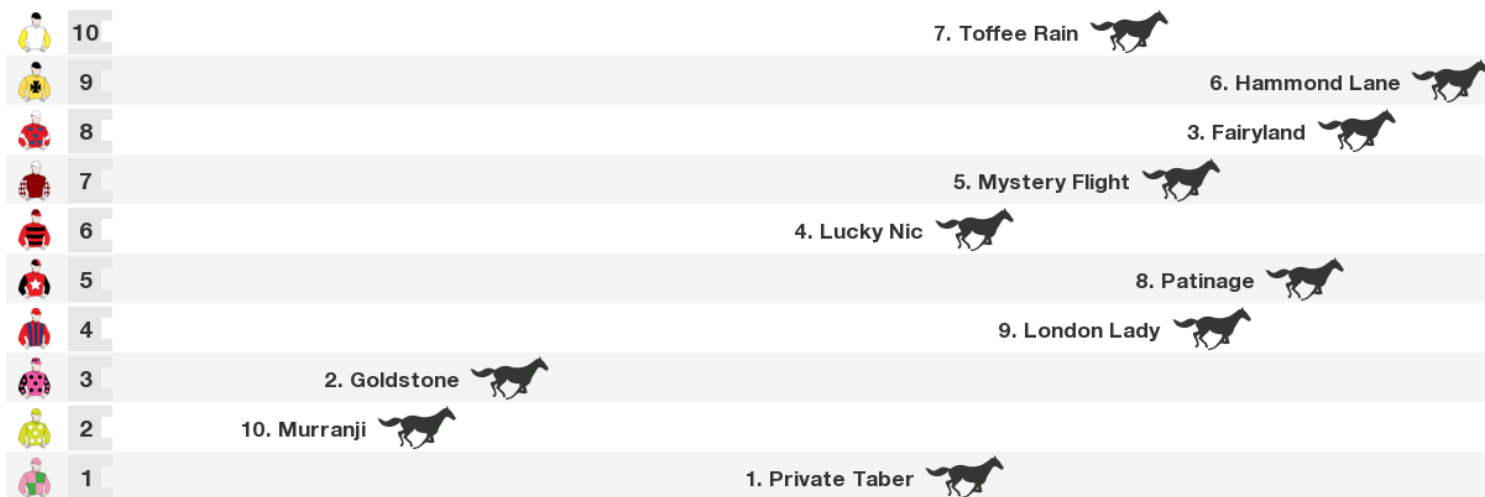 10 7. Toffee Rain
9 6. Hammond Lane
8 3. Fairyland
7 5. Mystery Flight
6 4. Lucky Nic
5 8. Patinage
4 9. London Lady
3 2. Goldstone
2 10. Murranji
1 1. Private Taber